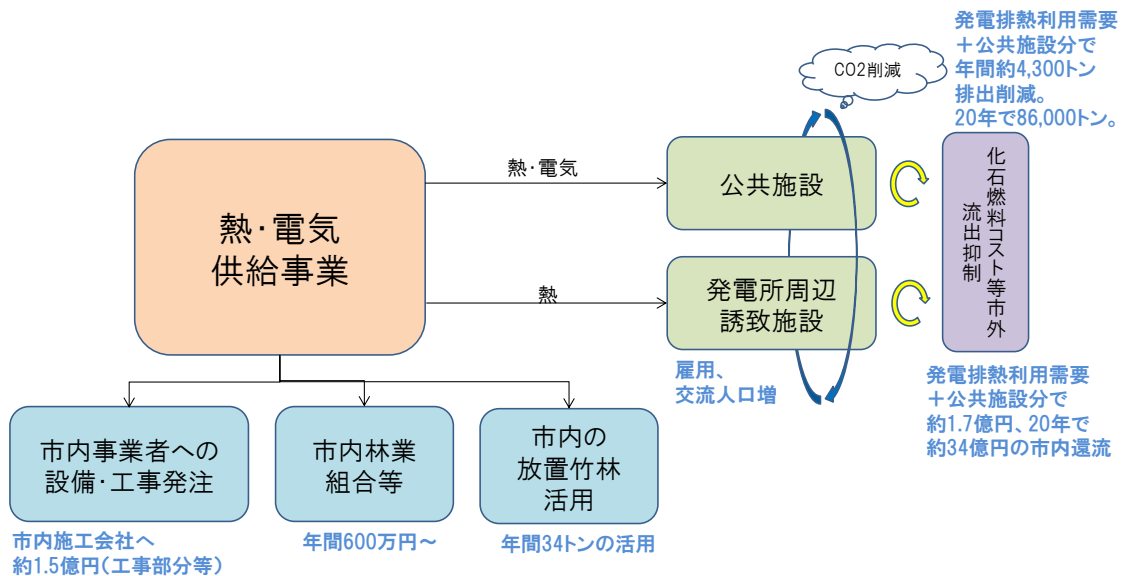 発電排熱利用需要
＋公共施設分で
年間約4,300トン
排出削減。
20年で86,000トン。
CO2削減
熱・電気
供給事業
熱・電気
公共施設
熱
発電所周辺
誘致施設
化石燃料コスト等市外
流出抑制
雇用、
交流人口増
発電排熱利用需要
＋公共施設分で
約1.7億円、20年で
約34億円の市内還流
市内事業者への
設備・工事発注
市内林業
組合等
市内の
放置竹林
活用
市内施工会社へ
約1.5億円（工事部分等）
年間600万円～
年間34トンの活用